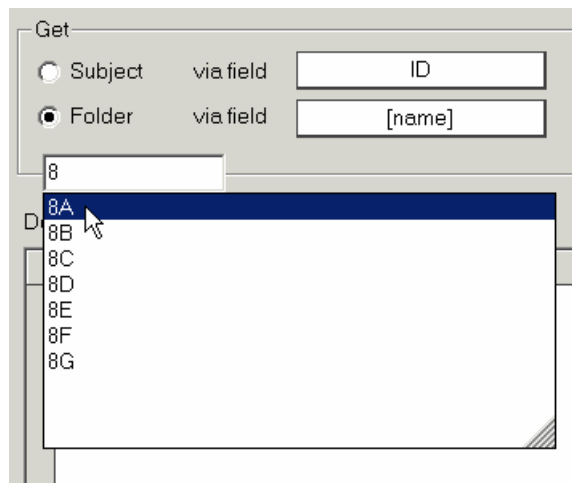 Get
Subject via field ID
Folder via field [name]
8
8A
8B
8C
8D
8E
8F
8G